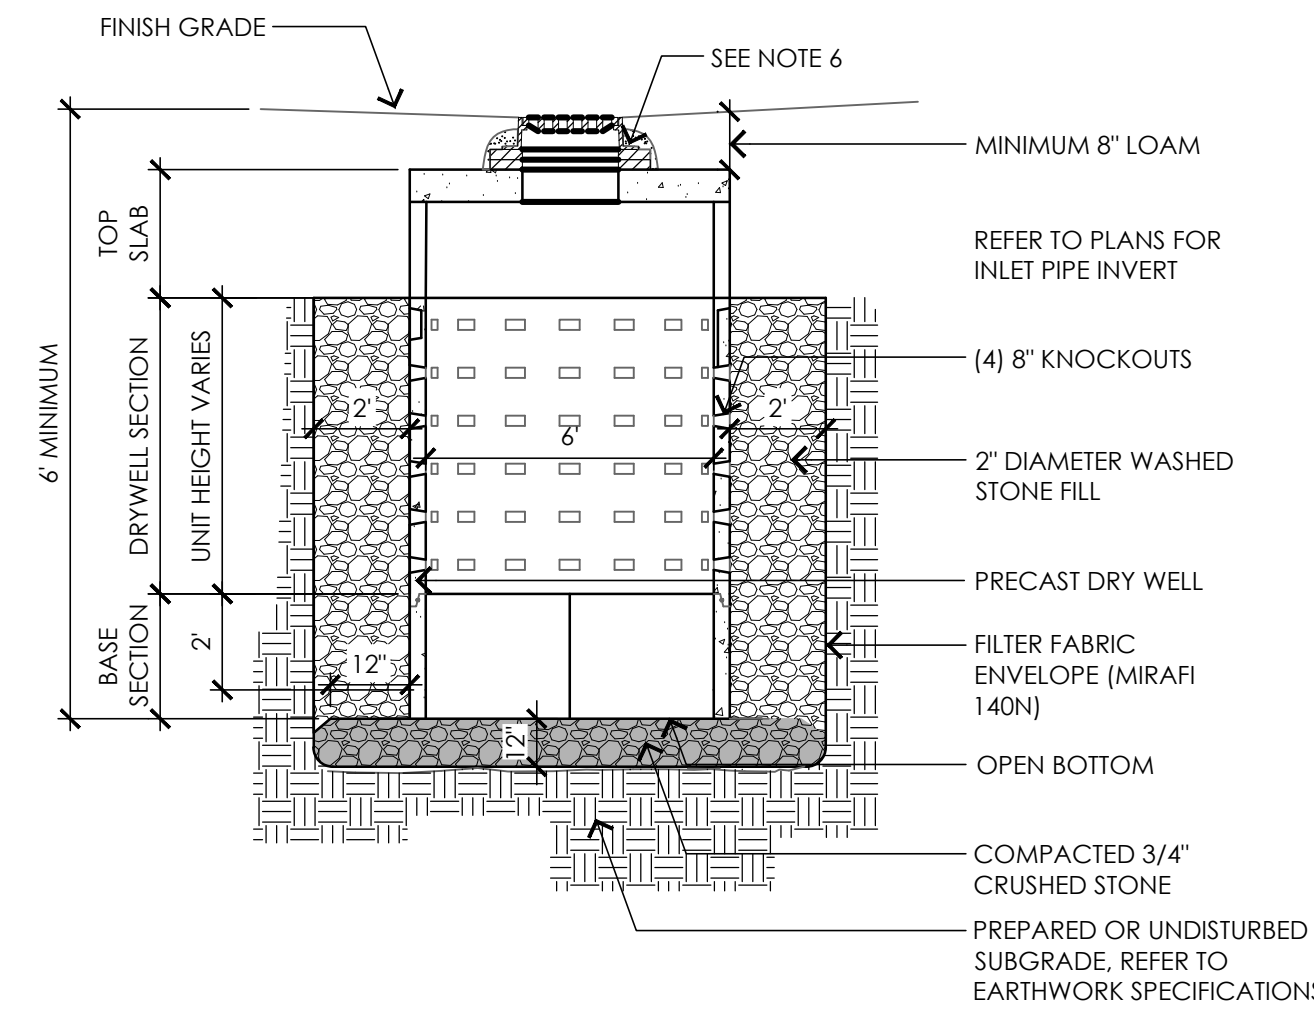 FINISH GRADE
SEE NOTE 6
MINIMUM 8" LOAM
REFER TO PLANS FOR
INLET PIPE INVERT
(4) 8" KNOCKOUTS
2" DIAMETER WASHED
STONE FILL
PRECAST DRY WELL
FILTER FABRIC
ENVELOPE (MIRAFI
140N)
OPEN BOTTOM
COMPACTED 3/4"
CRUSHED STONE
PREPARED OR UNDISTURBED
SUBGRADE, REFER TO
EARTHWORK SPECIFICATIONS
6' MINIMUM
TOP
SLAB
DRYWELL SECTION
UNIT HEIGHT VARIES
BASE
SECTION
2'
2'
6'
2'
12"
12"